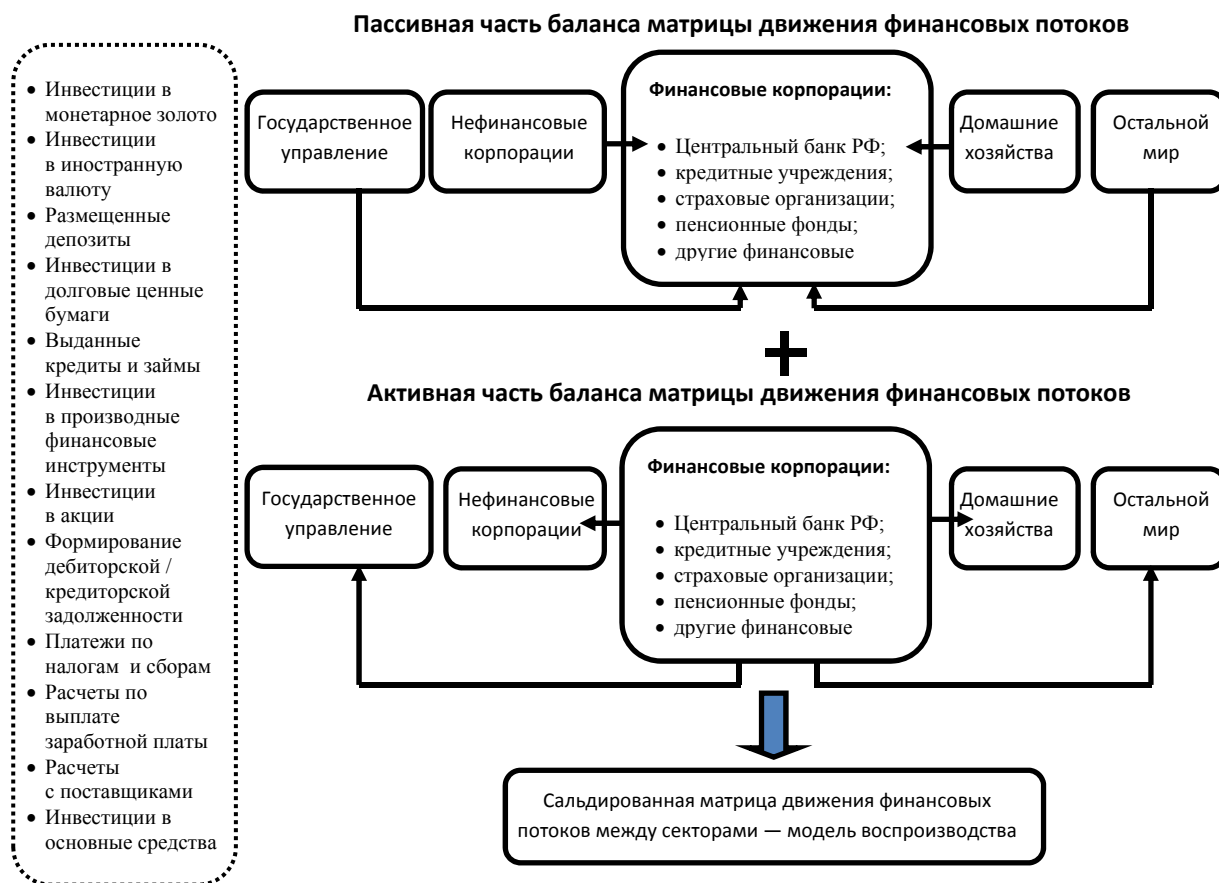 Пассивная часть баланса матрицы движения финансовых потоков
• Инвестиции в
монетарное золото
• Инвестиции
в иностранную
валюту
• Размещенные
депозиты
• Инвестиции в
долговые ценные
бумаги
• Выданные
кредиты и займы
• Инвестиции
в производные
финансовые
инструменты
• Инвестиции
в акции
• Формирование
дебиторской /
кредиторской
задолженности
• Платежи по
налогам и сборам
• Расчеты по
выплате
заработной платы
• Расчеты
с поставщиками
• Инвестиции в
основные средства
Государственное
управление
Нефинансовые
корпорации
Финансовые корпорации:
• Центральный банк РФ;
• кредитные учреждения;
• страховые организации;
• пенсионные фонды;
• другие финансовые
Домашние
хозяйства
Остальной
мир
+
Активная часть баланса матрицы движения финансовых потоков
Государственное
управление
Нефинансовые
корпорации
Финансовые корпорации:
• Центральный банк РФ;
• кредитные учреждения;
• страховые организации;
• пенсионные фонды;
• другие финансовые
Домашние
хозяйства
Остальной
мир
Сальдированная матрица движения финансовых
потоков между секторами — модель воспроизводства